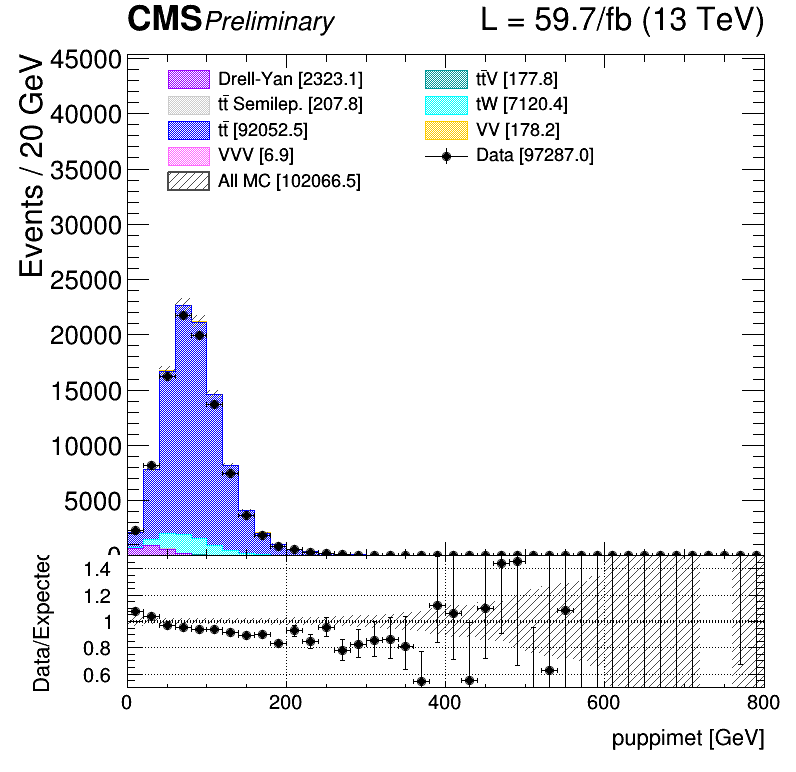 CMS Preliminary L = 59.7/fb (13 TeV)
Events / 20 GeV
45000
40000
35000
30000
25000
20000
15000
10000
5000
0
Drell-Yan [2323.1]
tt̄ Semilep. [207.8]
tt̄ [92052.5]
VVV [6.9]
All MC [102066.5]
tt̄V [177.8]
tW [7120.4]
VV [178.2]
Data [97287.0]
Data/Expected
1.4
1.2
1
0.8
0.6
0 200 400 600 800
puppimet [GeV]